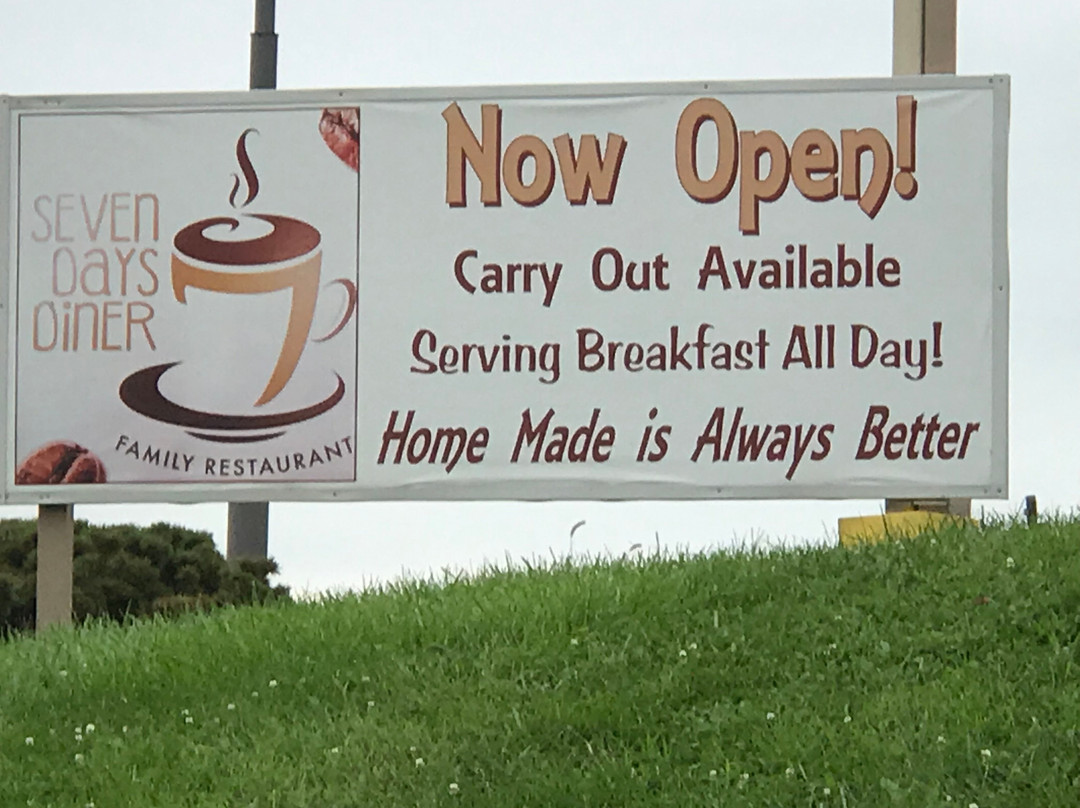 SEVEN
DAYS
DiNER
FAMILY RESTAURANT
Now Open!
Carry Out Available
Serving Breakfast All Day!
Home Made is Always Better